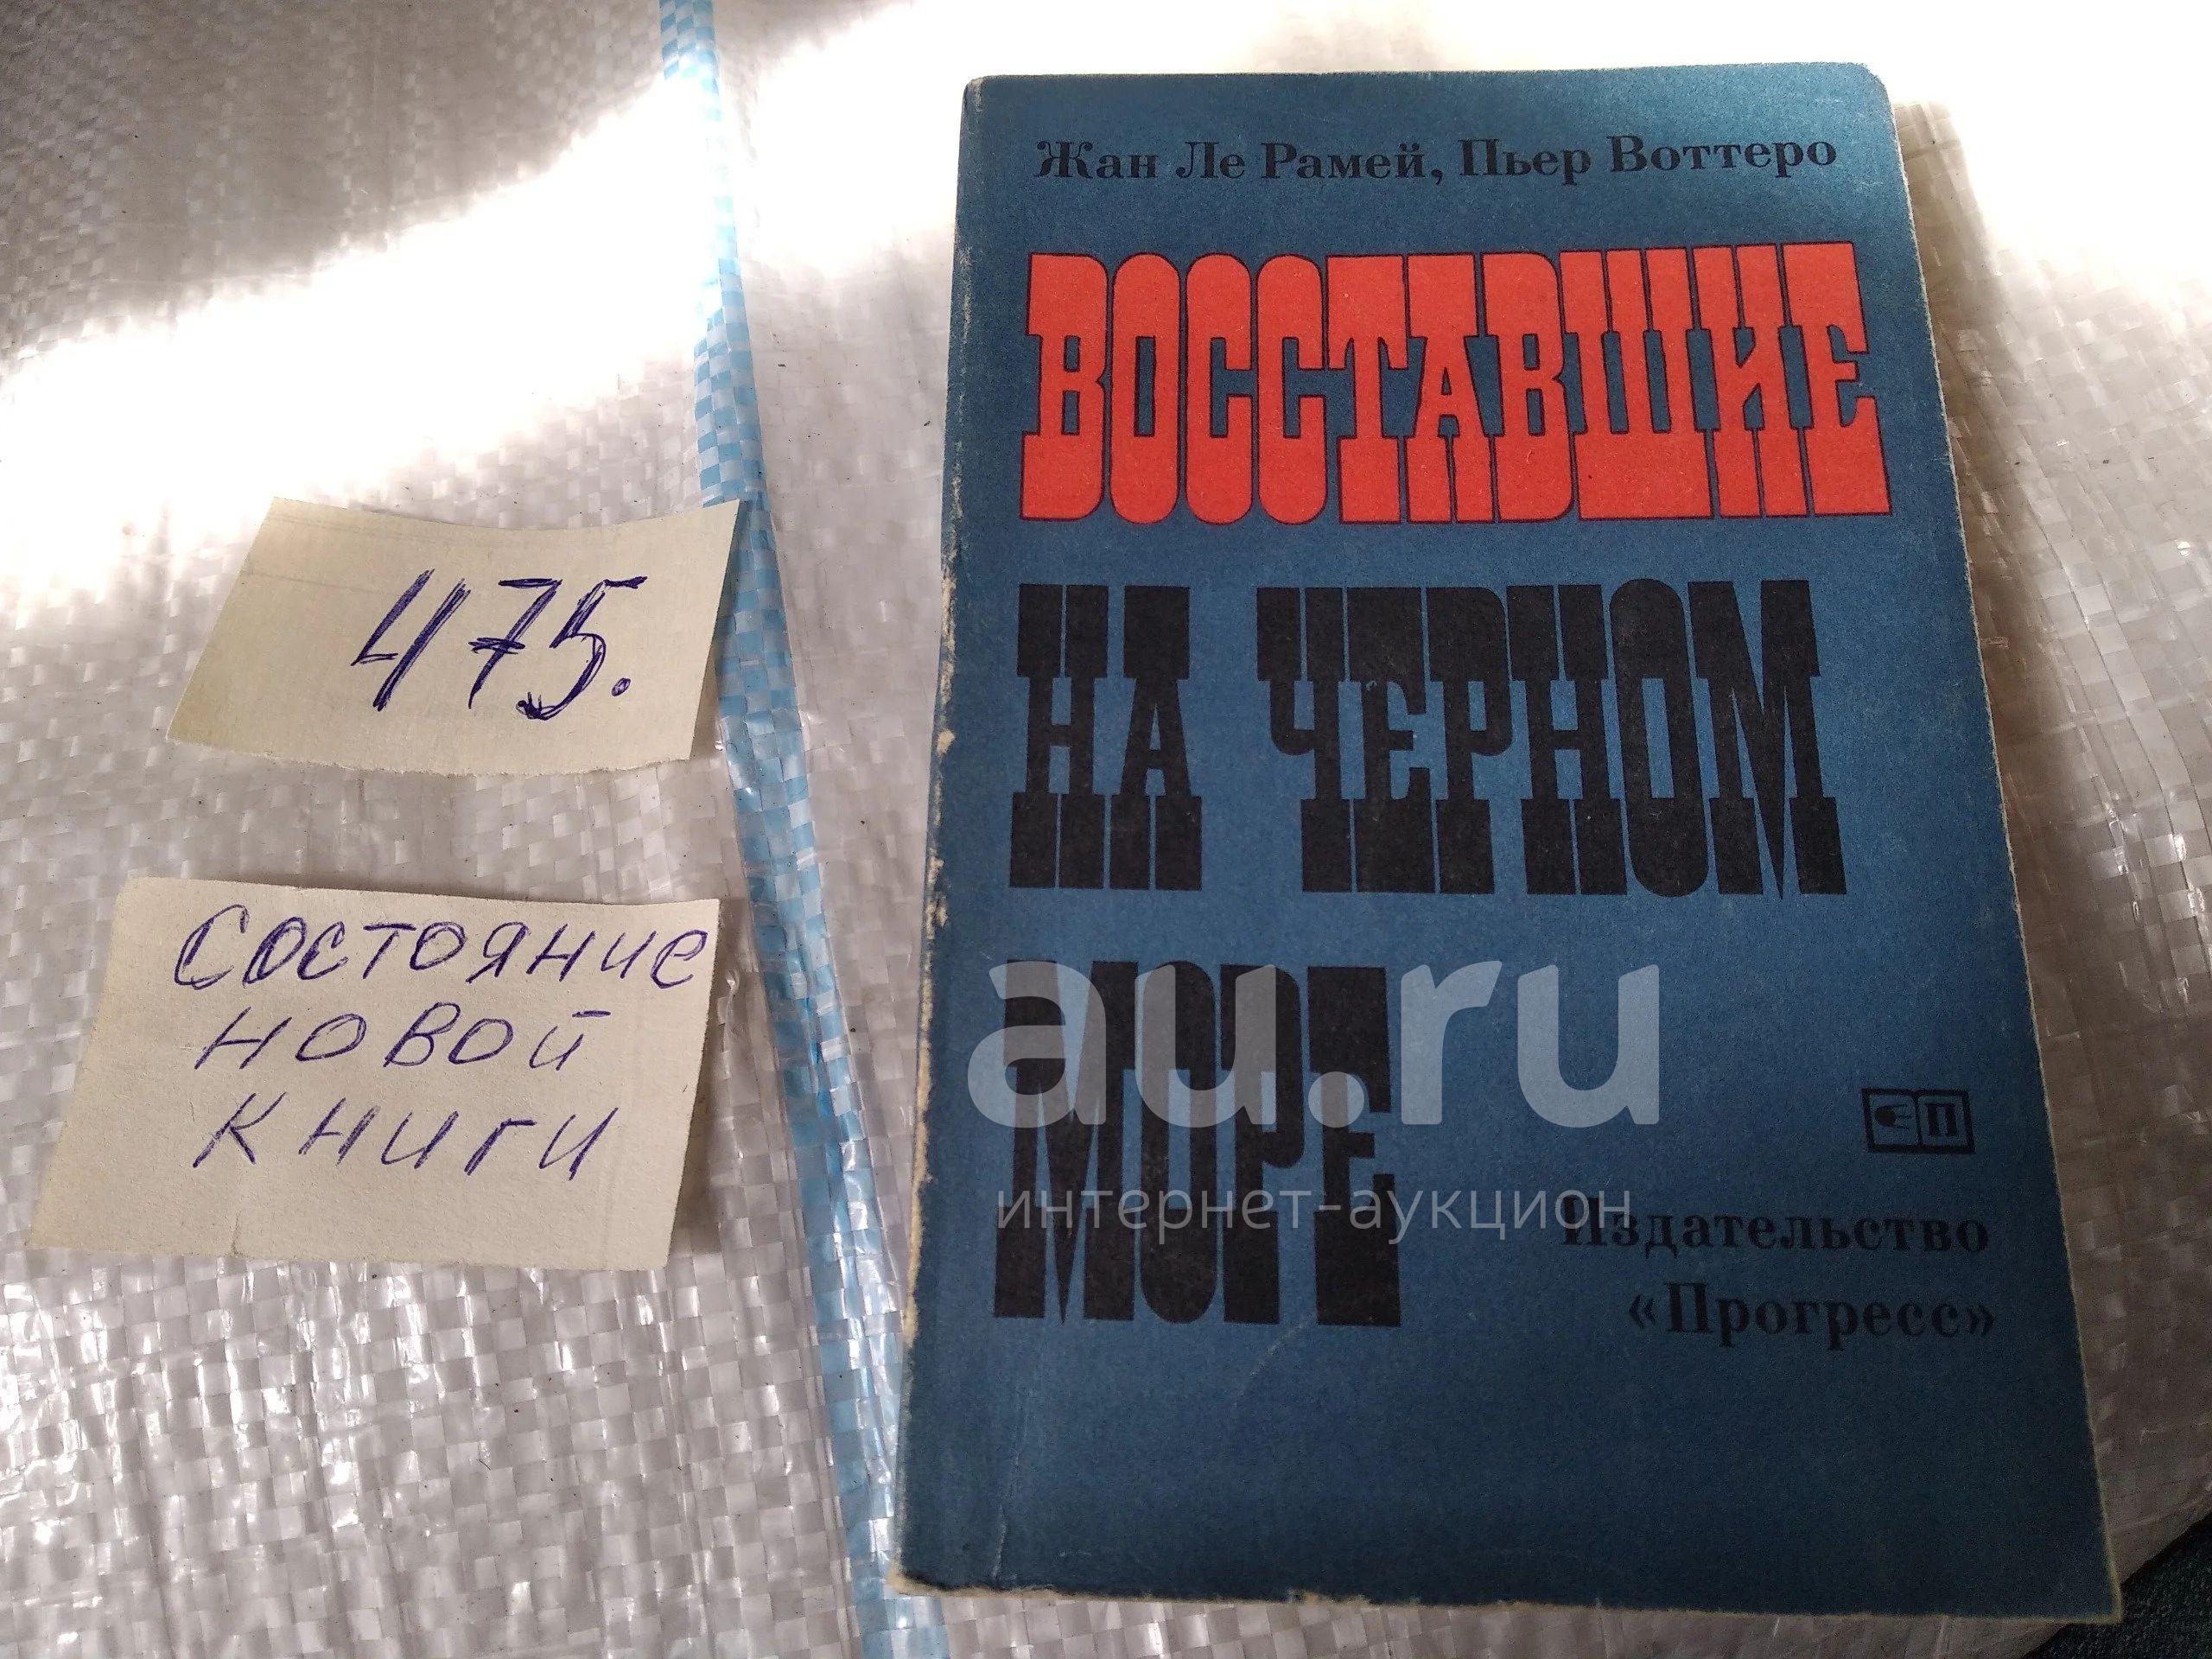 475.
Состояние
новой
книги
Жан Ле Рамей, Пьер Воттеро
ВОССТАВШИЕ
НА ЧЕРНОМ
МОРЕ
au.ru
интернет-аукцион
Издательство
«Прогресс»